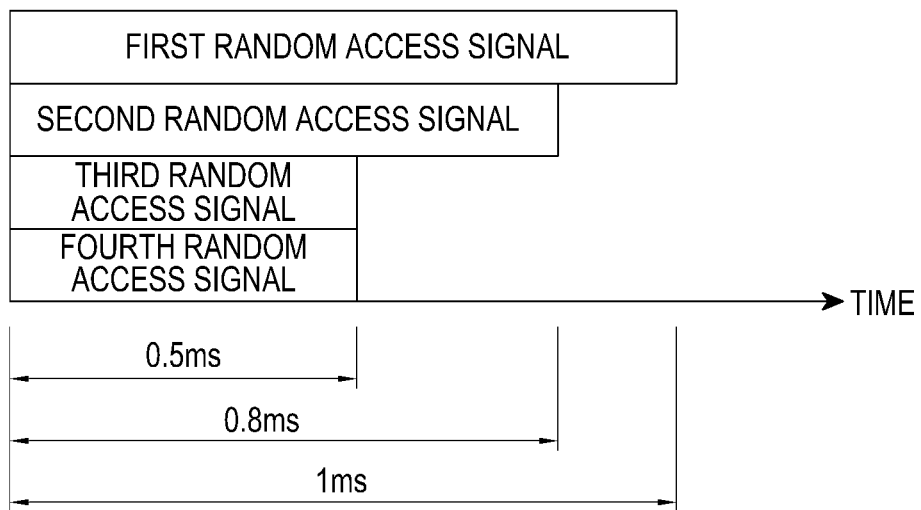 FIRST RANDOM ACCESS SIGNAL
SECOND RANDOM ACCESS SIGNAL
THIRD RANDOM
ACCESS SIGNAL
FOURTH RANDOM
ACCESS SIGNAL
TIME
0.5ms
0.8ms
1ms